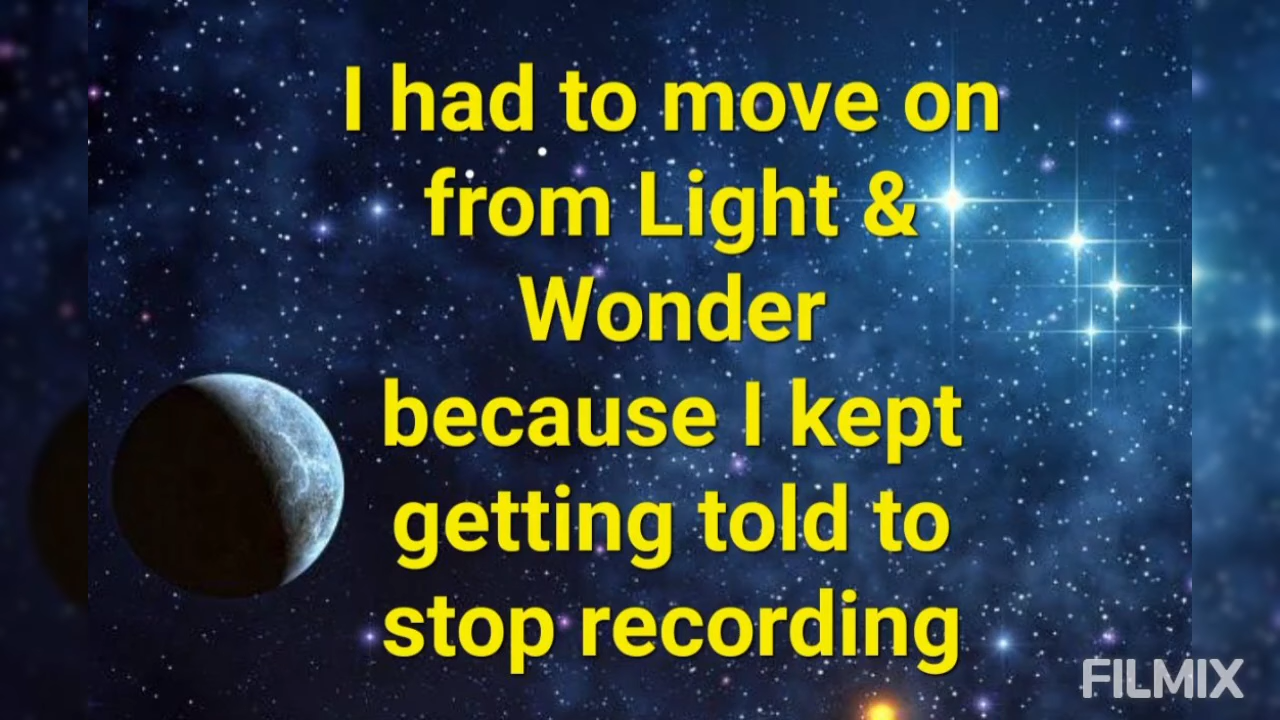 I had to move on
from Light &
Wonder
because I kept
getting told to
stop recording
FILMIX